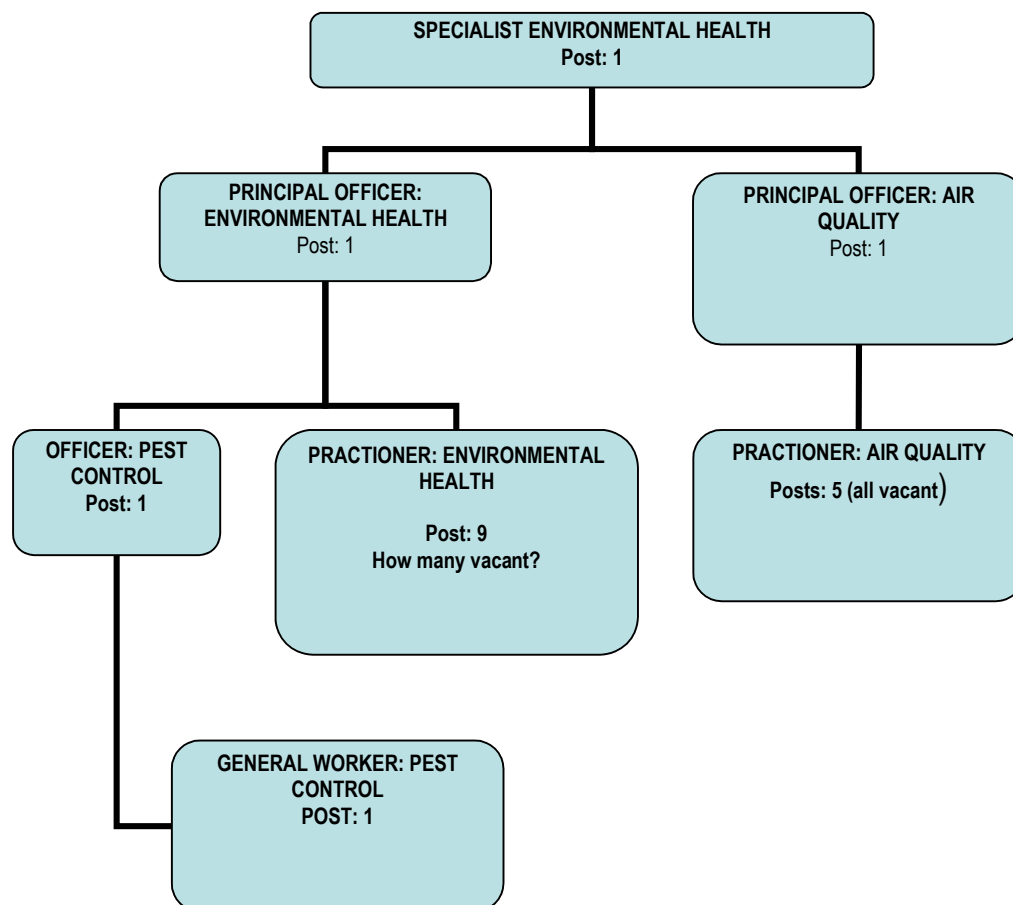 SPECIALIST ENVIRONMENTAL HEALTH
Post: 1
PRINCIPAL OFFICER:
ENVIRONMENTAL HEALTH
Post: 1
PRINCIPAL OFFICER: AIR
QUALITY
Post: 1
OFFICER: PEST
CONTROL
Post: 1
PRACTIONER: ENVIRONMENTAL
HEALTH
Post: 9
How many vacant?
PRACTIONER: AIR QUALITY
Posts: 5 (all vacant)
GENERAL WORKER: PEST
CONTROL
POST: 1